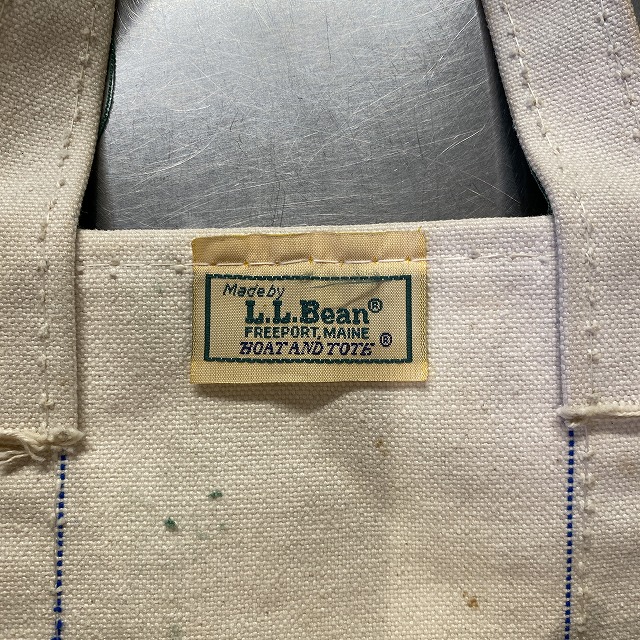 Made by
L.L.Bean®
FREEPORT, MAINE
BOAT AND TOTE ®